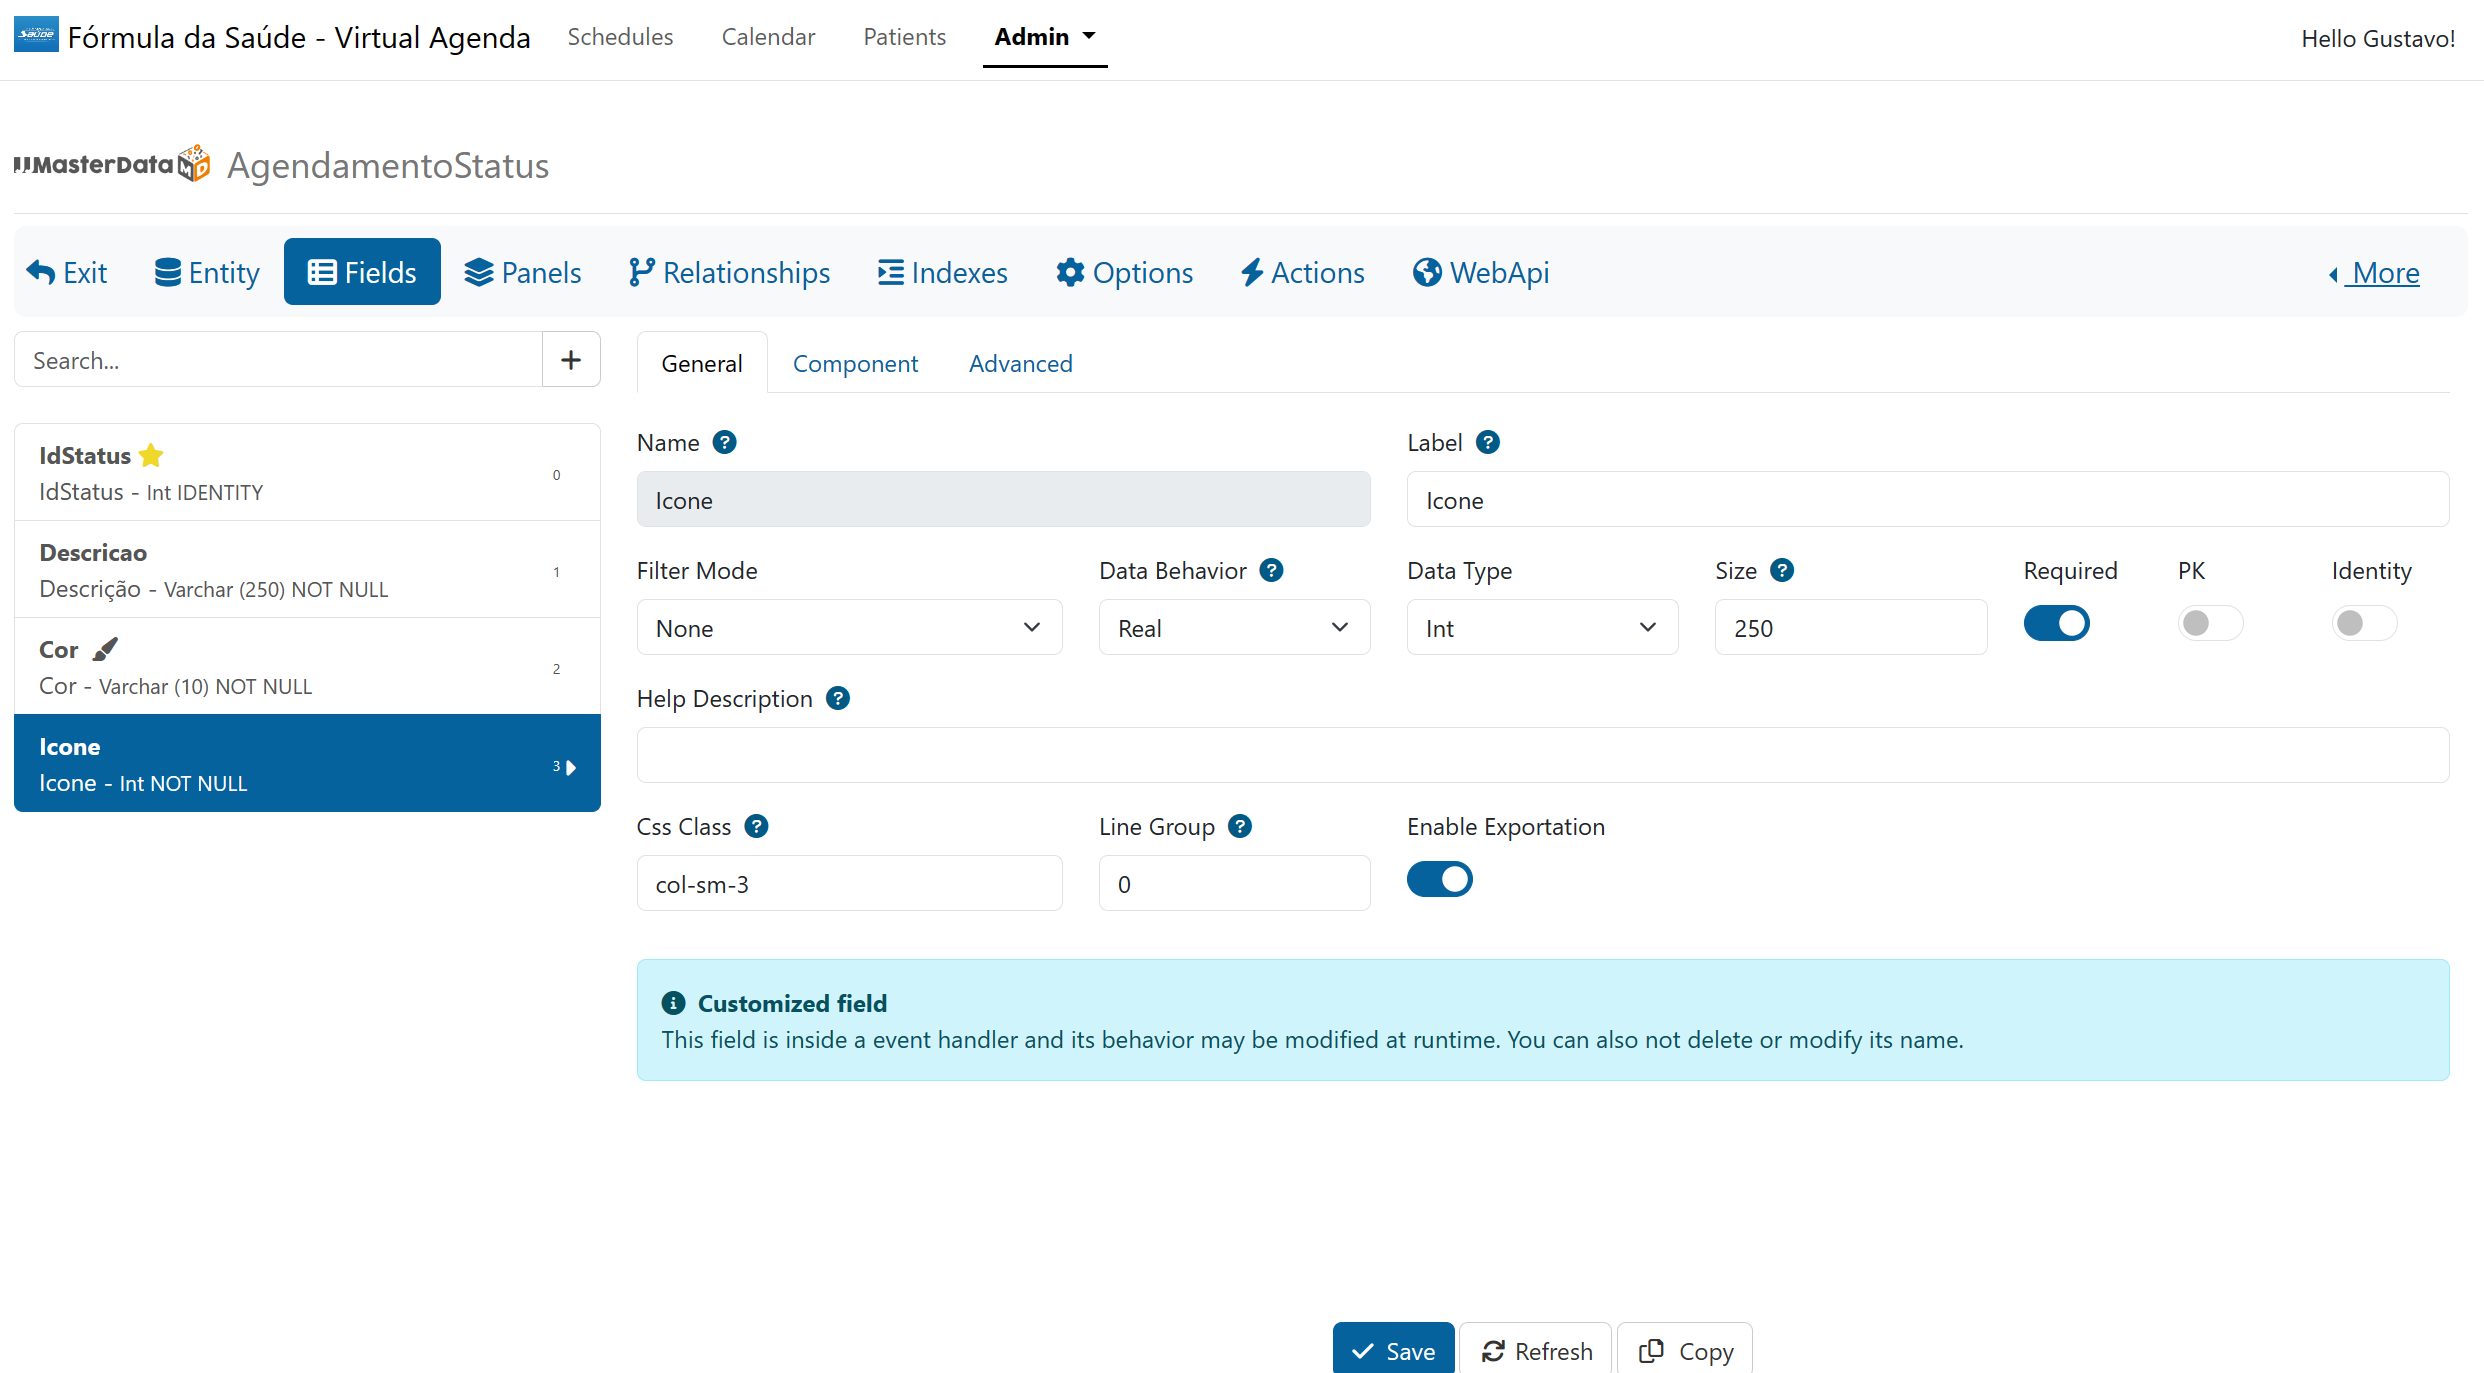 Saúde
Fórmula da Saúde - Virtual Agenda
Schedules
Calendar
Patients
Admin
Hello Gustavo!
JJMasterData
MD
AgendamentoStatus
Exit
Entity
Fields
Panels
Relationships
Indexes
Options
Actions
WebApi
More
Search...
+
General
Component
Advanced
IdStatus
IdStatus - Int IDENTITY
0
Descricao
Descrição - Varchar (250) NOT NULL
1
Cor
Cor - Varchar (10) NOT NULL
2
Icone
Icone - Int NOT NULL
3
Name ?
Icone
Label ?
Icone
Filter Mode
None
Data Behavior ?
Real
Data Type
Int
Size ?
250
Required
PK
Identity
Help Description ?
Css Class ?
col-sm-3
Line Group ?
0
Enable Exportation
Customized field
This field is inside a event handler and its behavior may be modified at runtime. You can also not delete or modify its name.
Save
Refresh
Copy